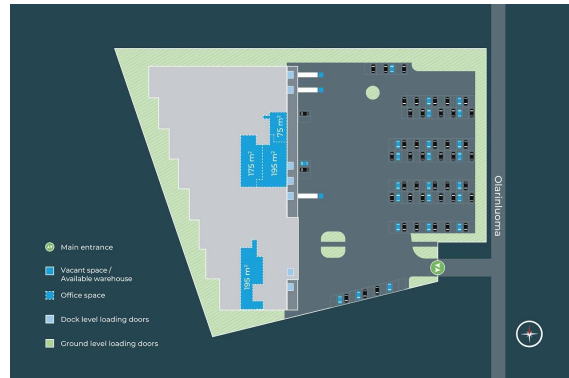 75 m²
175 m²
195 m²
195 m²
Olarinluoma
Main entrance
Vacant space /
Available warehouse
Office space
Dock level loading doors
Ground level loading doors